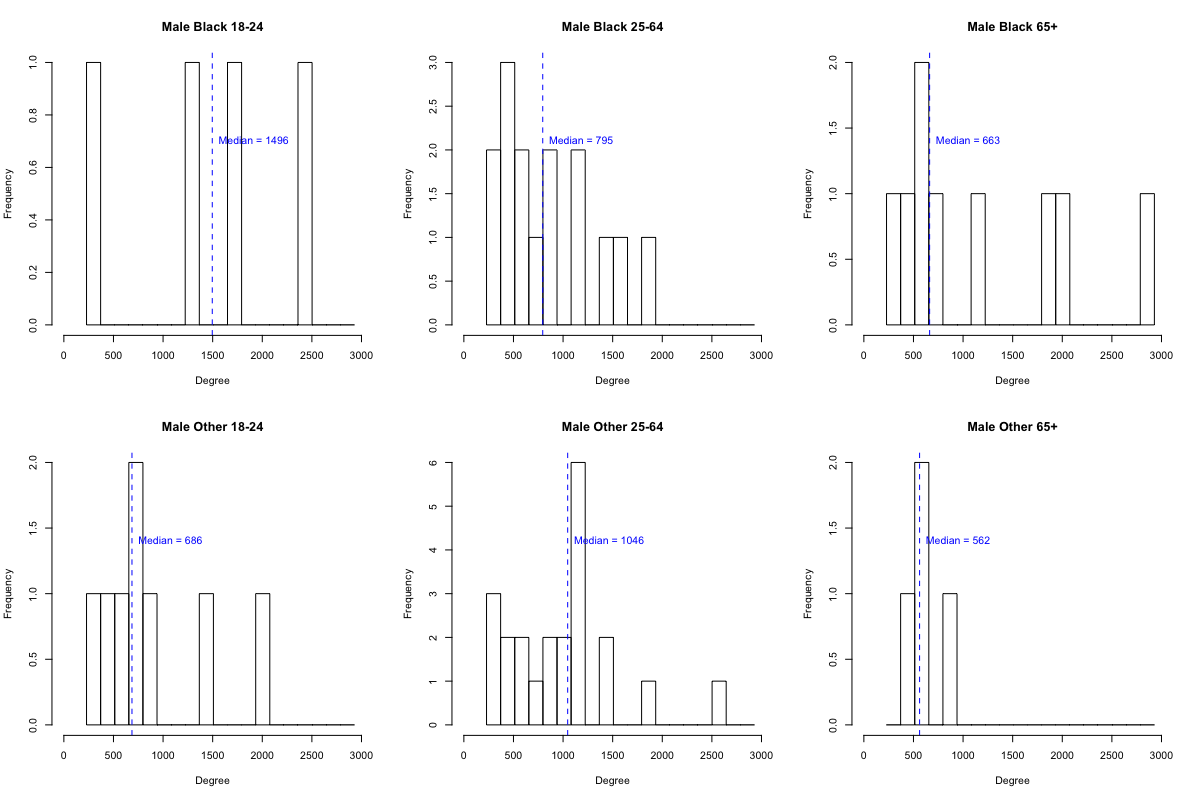 Male Black 18-24
Frequency
0.0 0.2 0.4 0.6 0.8 1.0
Median = 1496
0 500 1000 1500 2000 2500 3000
Degree
Male Black 25-64
Frequency
0.0 0.5 1.0 1.5 2.0 2.5 3.0
Median = 795
0 500 1000 1500 2000 2500 3000
Degree
Male Black 65+
Frequency
0.0 0.5 1.0 1.5 2.0
Median = 663
0 500 1000 1500 2000 2500 3000
Degree
Male Other 18-24
Frequency
0.0 0.5 1.0 1.5 2.0
Median = 686
0 500 1000 1500 2000 2500 3000
Degree
Male Other 25-64
Frequency
0 1 2 3 4 5 6
Median = 1046
0 500 1000 1500 2000 2500 3000
Degree
Male Other 65+
Frequency
0.0 0.5 1.0 1.5 2.0
Median = 562
0 500 1000 1500 2000 2500 3000
Degree